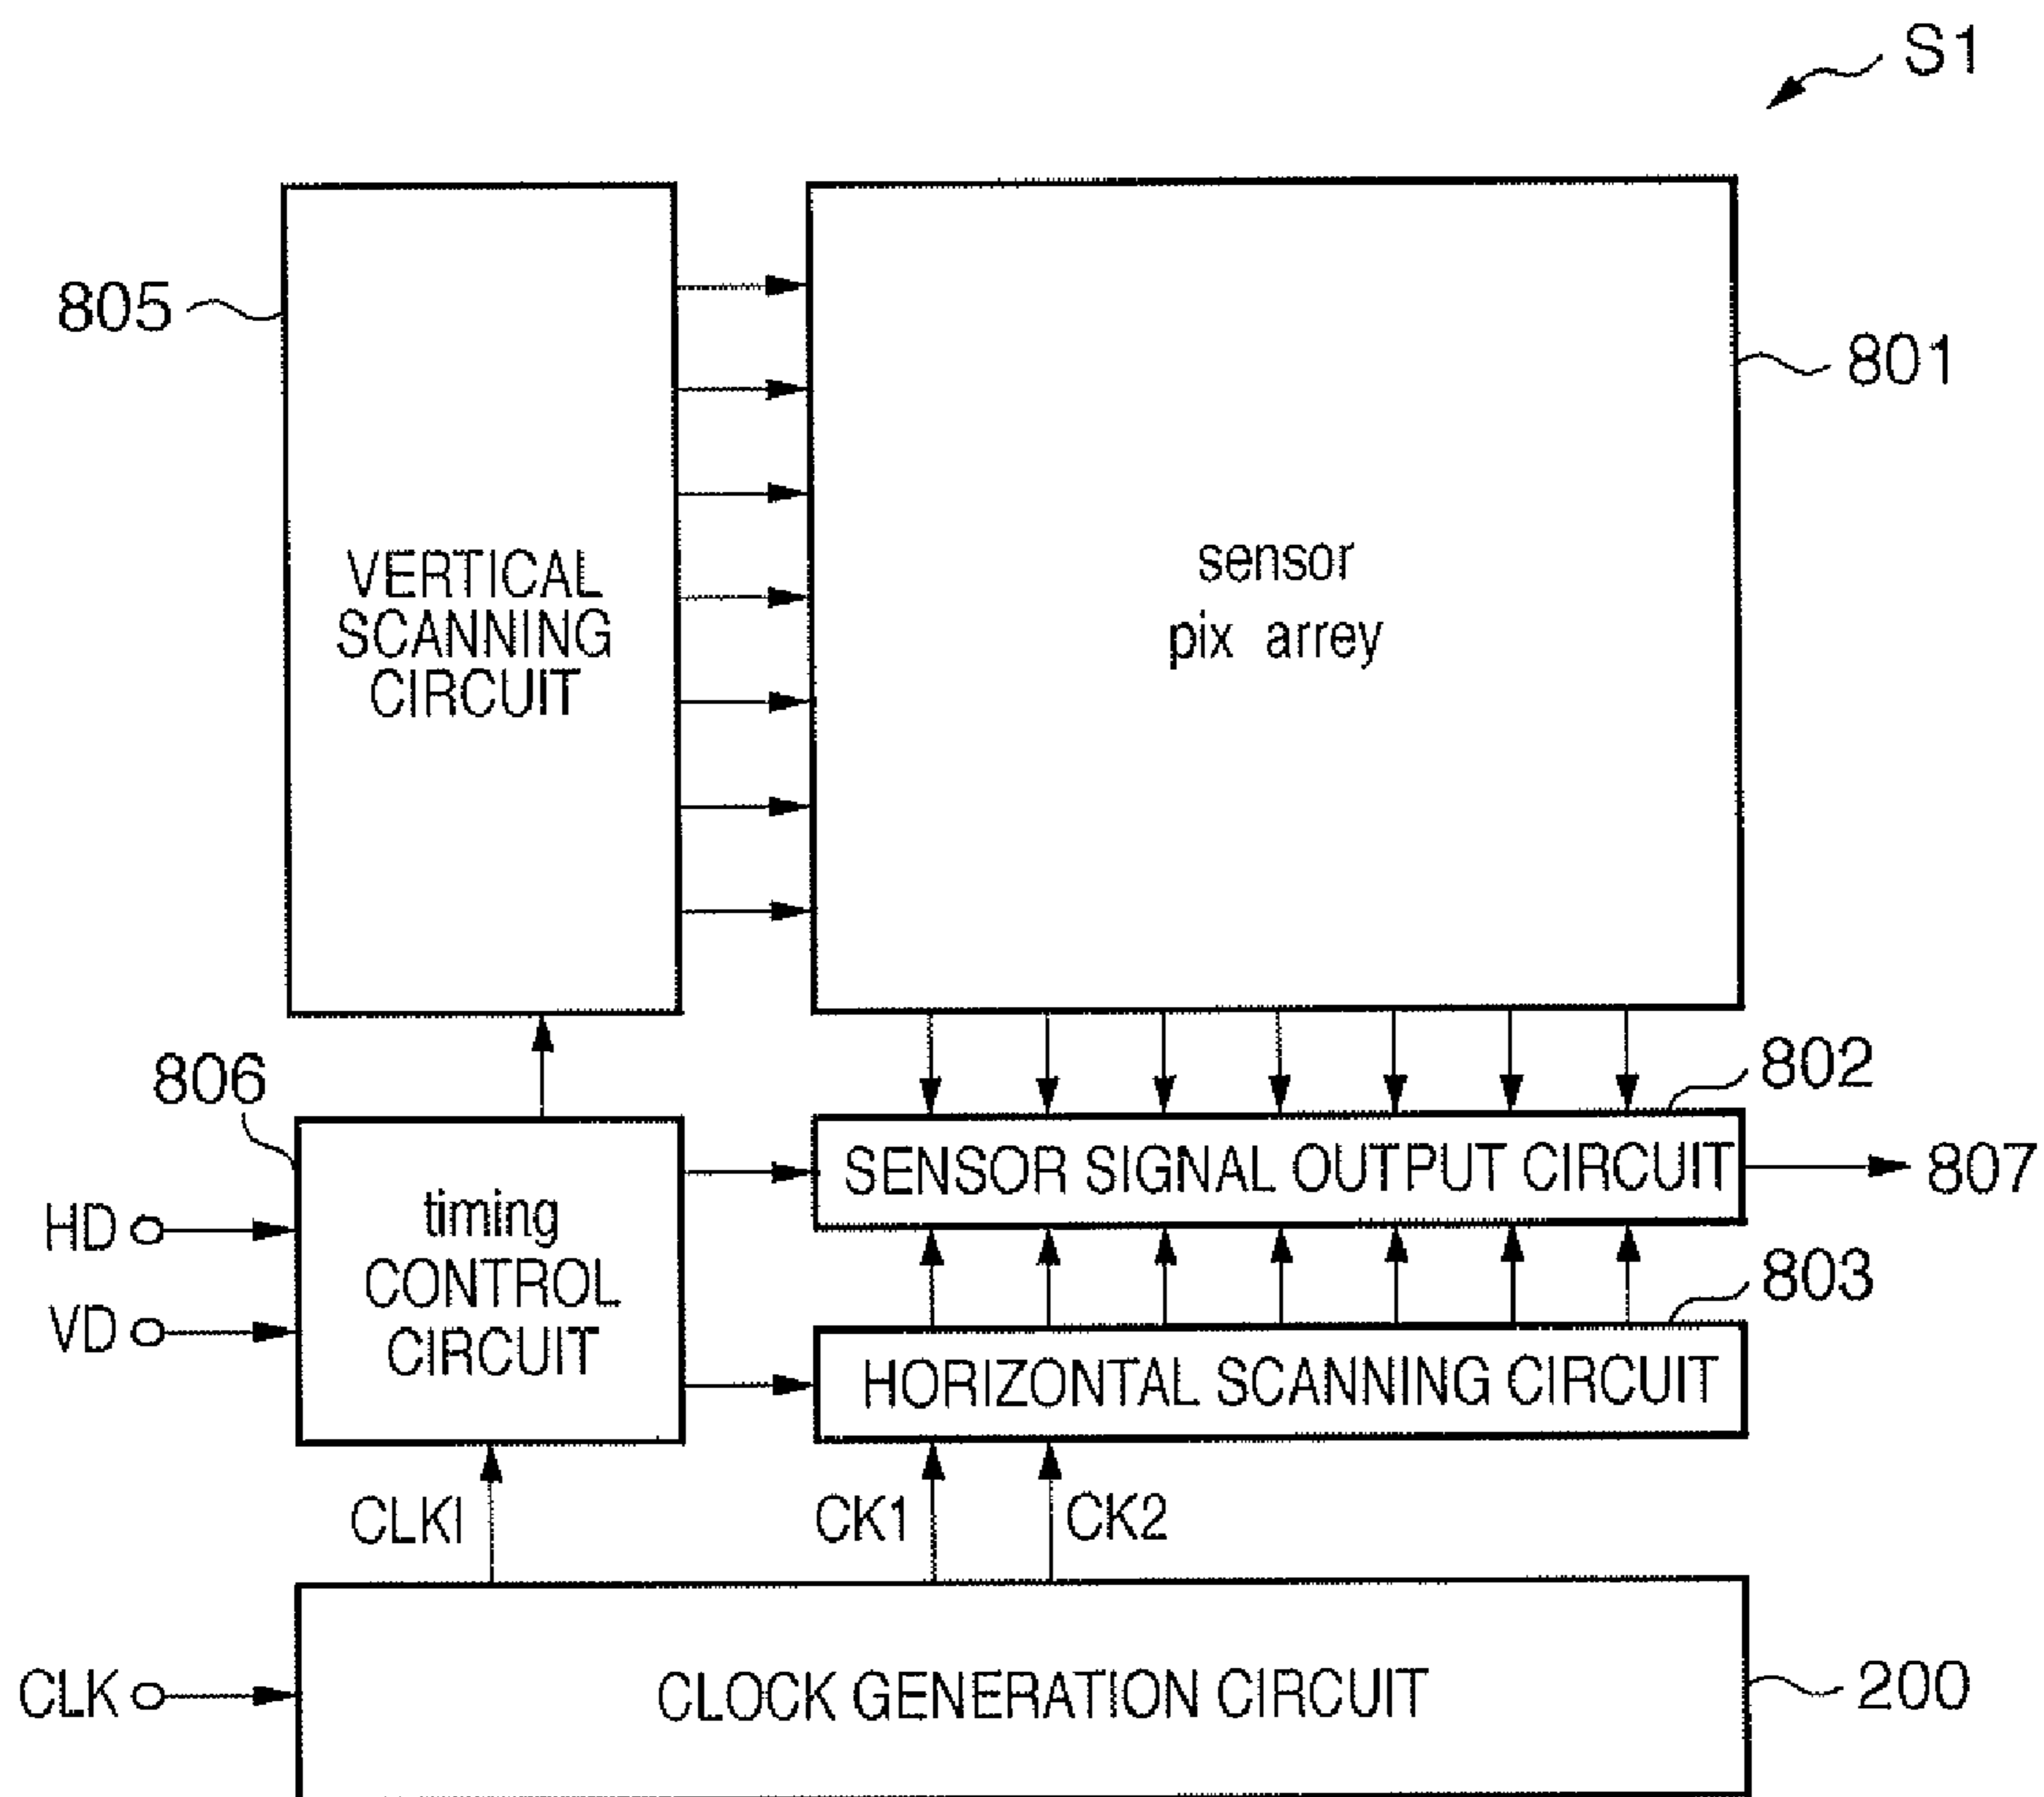 S1
805
801
VERTICAL
SCANNING
CIRCUIT
sensor
pix arrey
806
802
SENSOR SIGNAL OUTPUT CIRCUIT
807
HD
VD
timing
CONTROL
CIRCUIT
803
HORIZONTAL SCANNING CIRCUIT
CLKI
CK1
CK2
CLK
CLOCK GENERATION CIRCUIT
200